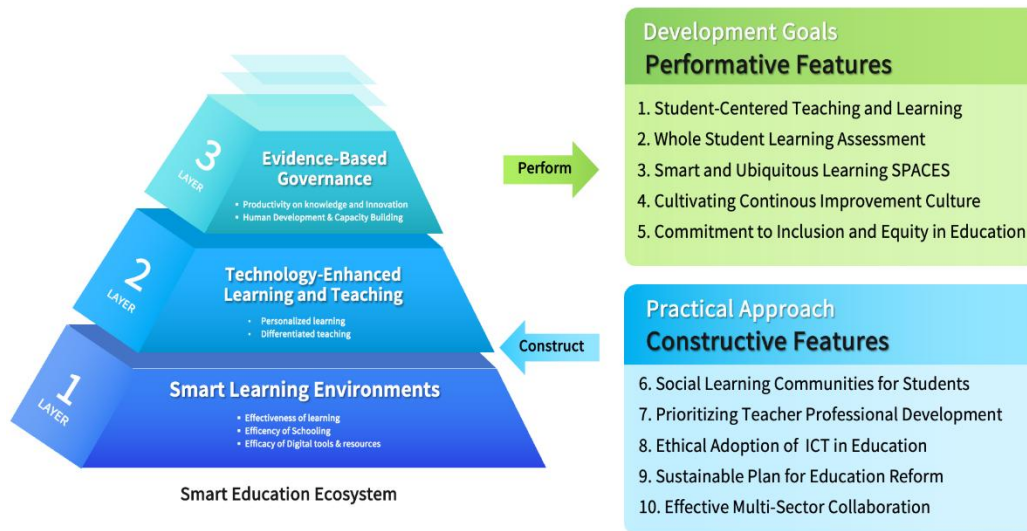 3
LAYER
Evidence-Based
Governance
• Productivity on knowledge and Innovation
• Human Development & Capacity Building
2
LAYER
Technology-Enhanced
Learning and Teaching
• Personalized learning
• Differentiated teaching
1
LAYER
Smart Learning Environments
• Effectiveness of learning
• Efficency of Schooling
• Efficacy of Digital tools & resources
Smart Education Ecosystem
Perform
Construct
Development Goals
Performative Features
1. Student-Centered Teaching and Learning
2. Whole Student Learning Assessment
3. Smart and Ubiquitous Learning SPACES
4. Cultivating Continous Improvement Culture
5. Commitment to Inclusion and Equity in Education
Practical Approach
Constructive Features
6. Social Learning Communities for Students
7. Prioritizing Teacher Professional Development
8. Ethical Adoption of ICT in Education
9. Sustainable Plan for Education Reform
10. Effective Multi-Sector Collaboration